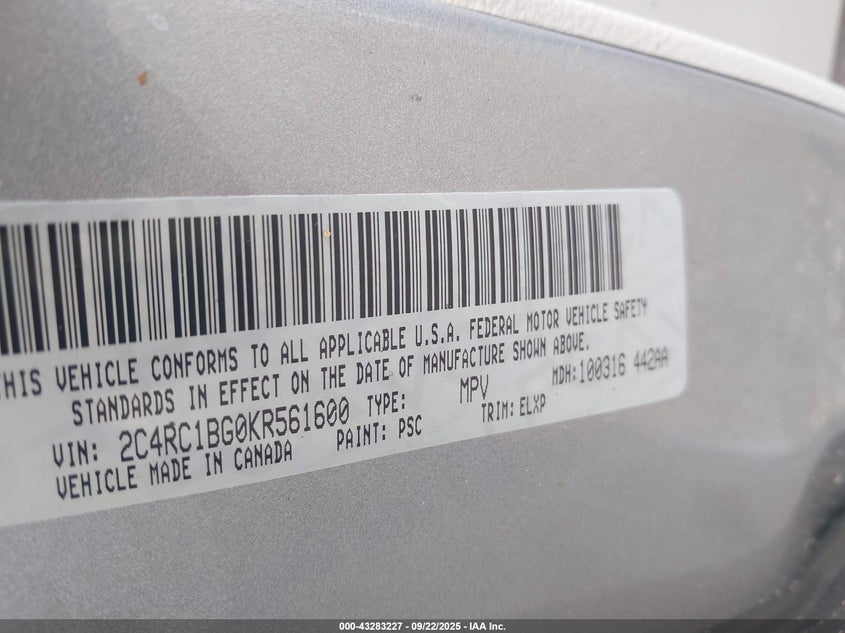 THIS VEHICLE CONFORMS TO ALL APPLICABLE U.S.A. FEDERAL MOTOR VEHICLE SAFETY
STANDARDS IN EFFECT ON THE DATE OF MANUFACTURE SHOWN ABOVE.
MDH:100316 442AA
VIN: 2C4RC1BG0KR561600 TYPE: MPV
VEHICLE MADE IN CANADA PAINT: PSC TRIM: ELXP
000-43283227 - 09/22/2025 - IAA Inc.